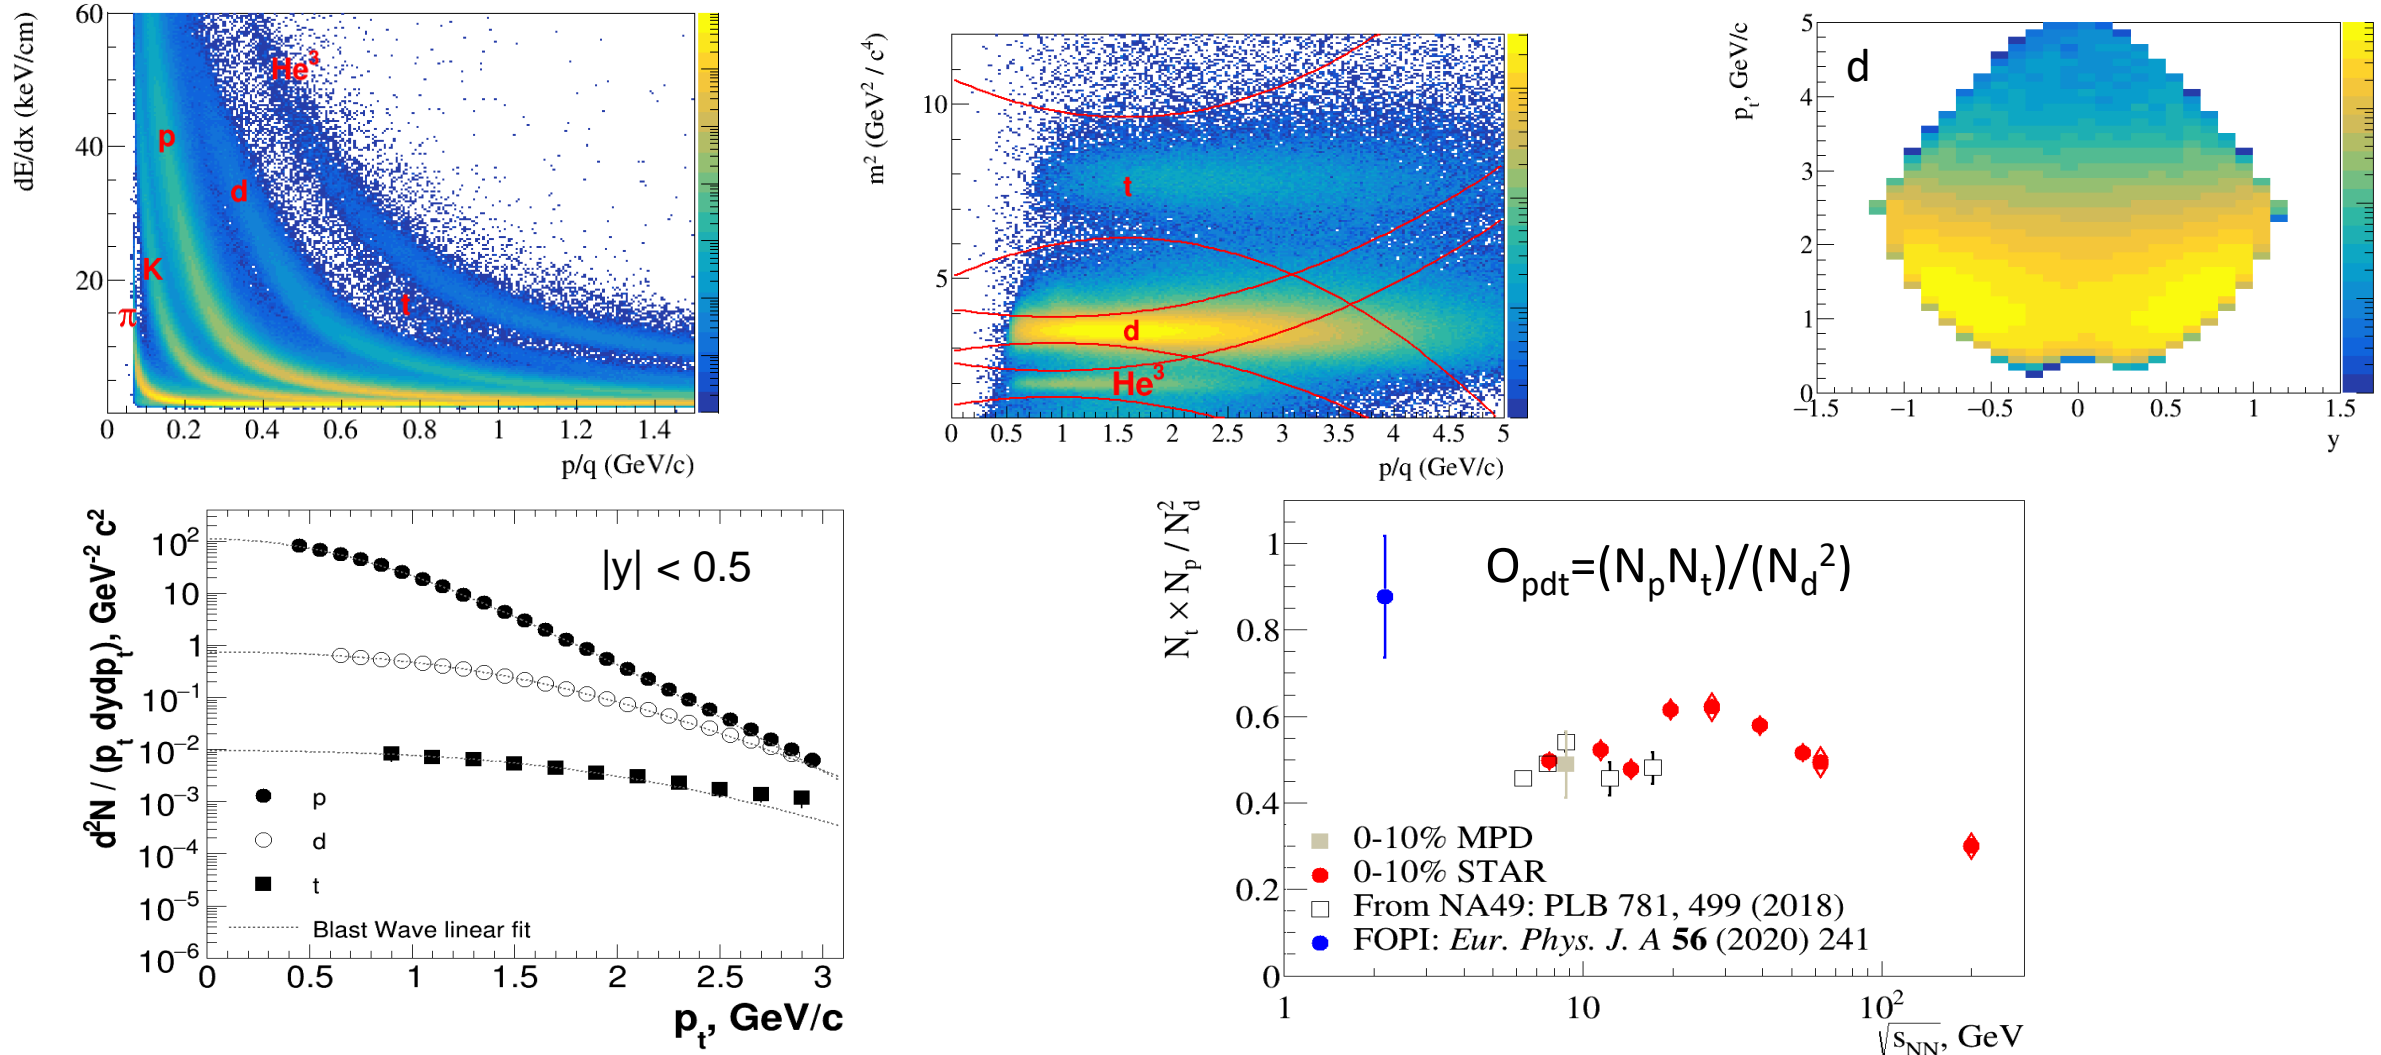 dE/dx (keV/cm)
60
40
20
He³
p
d
K
t
π
0 0.2 0.4 0.6 0.8 1 1.2 1.4
p/q (GeV/c)
m² (GeV² / c⁴)
10
5
t
d
He³
0 0.5 1 1.5 2 2.5 3 3.5 4 4.5 5
p/q (GeV/c)
pₜ, GeV/c
5
4
3
2
1
0
d
−1.5 −1 −0.5 0 0.5 1 1.5
y
d²N / (pₜ dydpₜ), GeV⁻² c²
10²
10
1
10⁻¹
10⁻²
10⁻³
10⁻⁴
10⁻⁵
10⁻⁶
|y| < 0.5
p
d
t
Blast Wave linear fit
0 0.5 1 1.5 2 2.5 3
pₜ, GeV/c
Nₜ × Nₚ / N_d²
1
0.8
0.6
0.4
0.2
0
O_pdt=(NₚNₜ)/(N_d²)
0-10% MPD
0-10% STAR
From NA49: PLB 781, 499 (2018)
FOPI: Eur. Phys. J. A 56 (2020) 241
1 10 10²
√s_NN, GeV